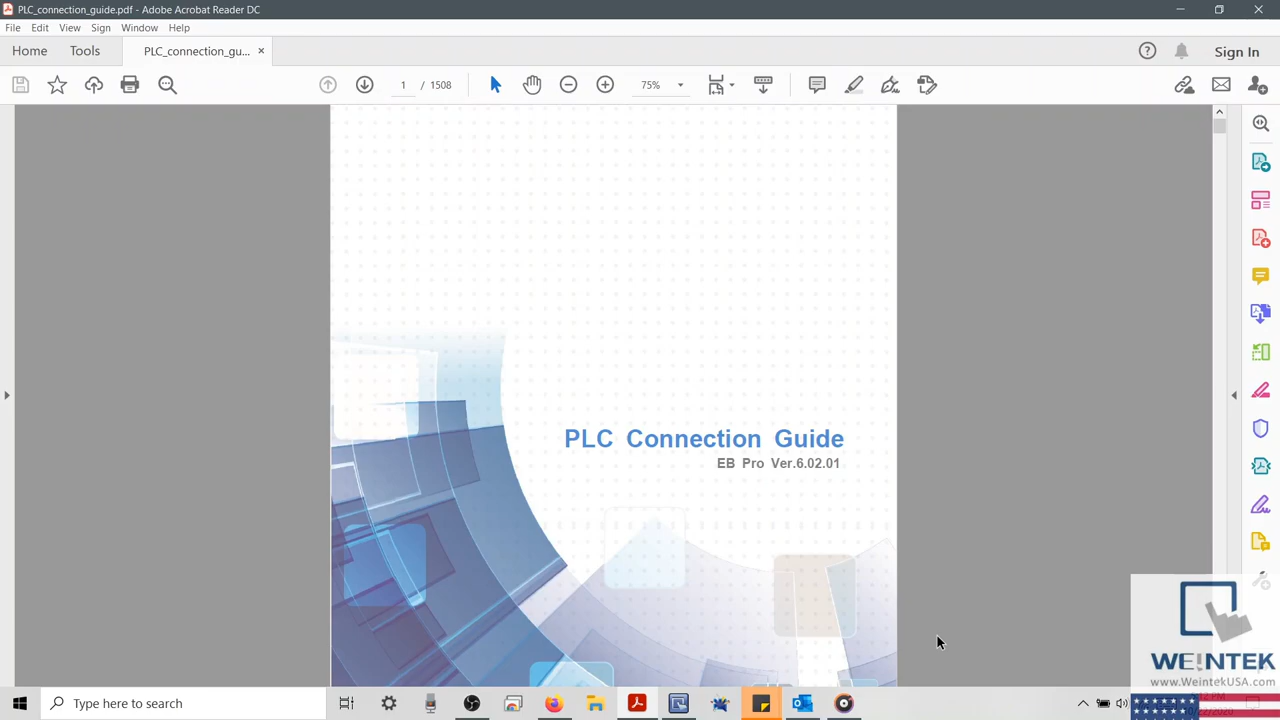 PLC_connection_guide.pdf - Adobe Acrobat Reader DC
File Edit View Sign Window Help
Home Tools PLC_connection_gu... × Sign In
1 / 1508 75%
PLC Connection Guide
EB Pro Ver.6.02.01
WEINTEK
www.WeintekUSA.com
Type here to search